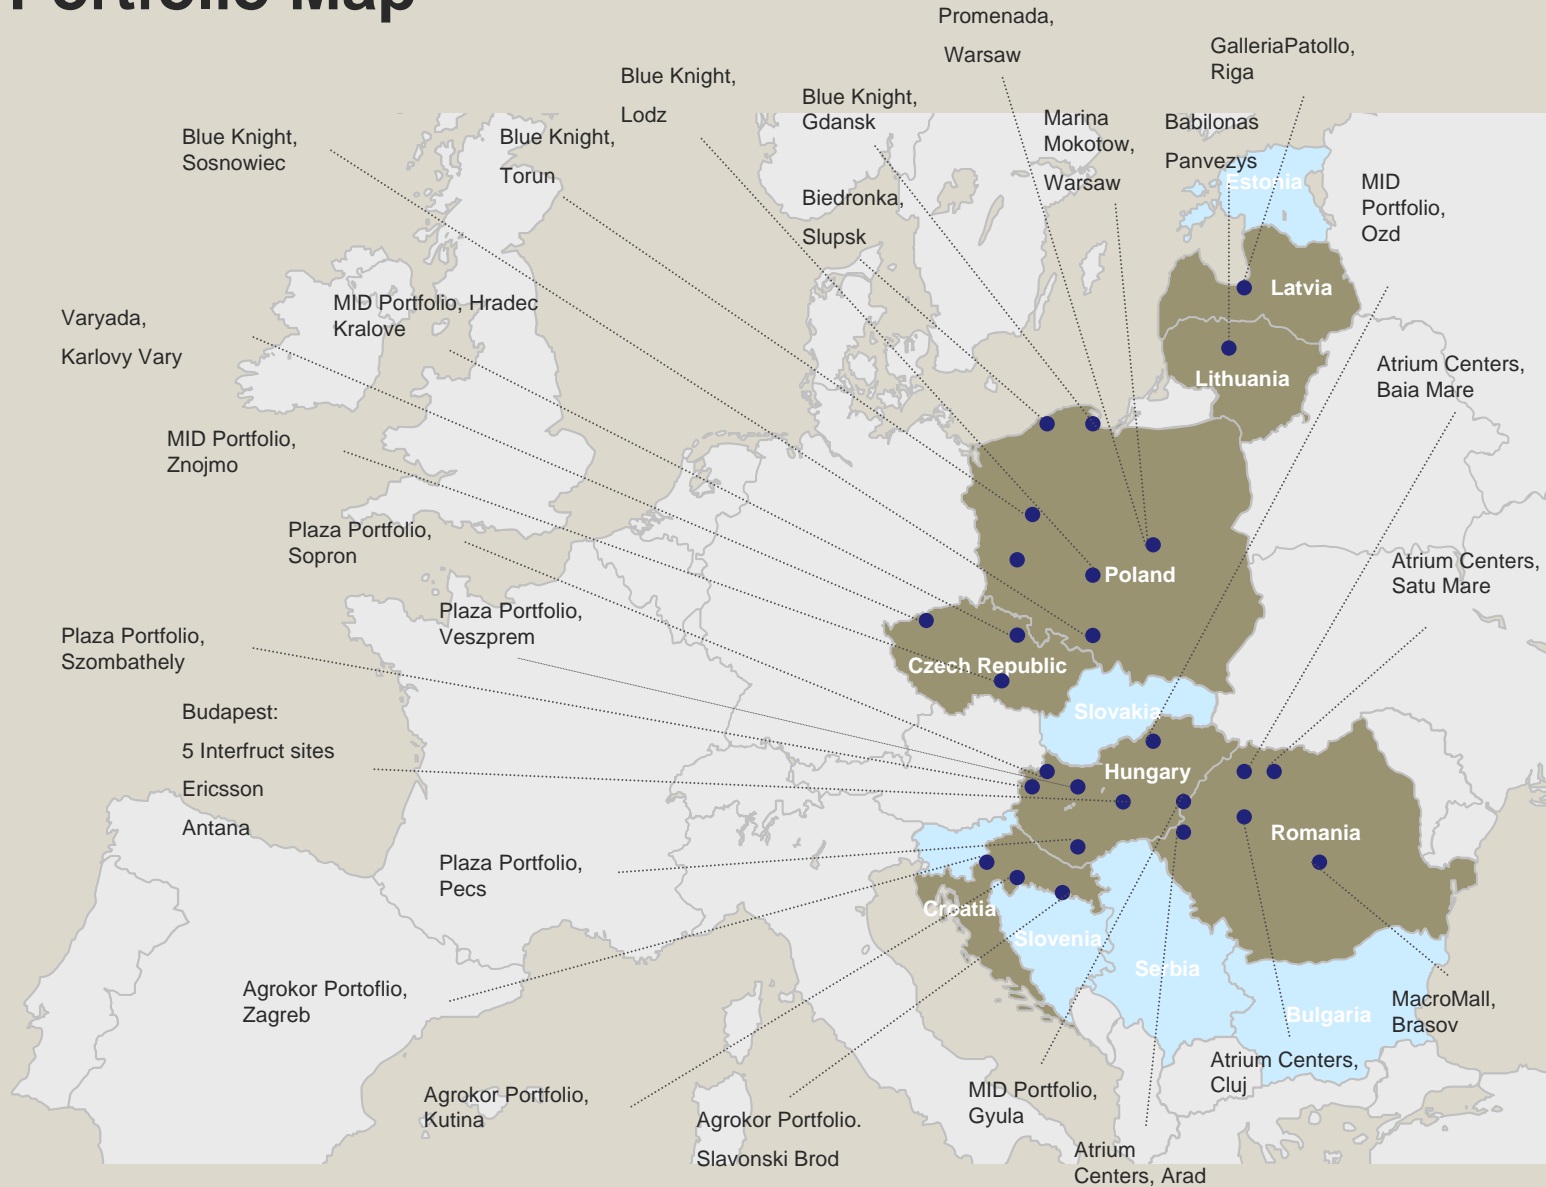 Portfolio Map
Promenada,
Warsaw
GalleriaPatollo,
Riga
Blue Knight,
Lodz
Blue Knight,
Gdansk
Marina
Mokotow,
Warsaw
Babilonas
Panvezys
Blue Knight,
Sosnowiec
Blue Knight,
Torun
Estonia
MID
Portfolio,
Ozd
Biedronka,
Slupsk
Latvia
MID Portfolio, Hradec
Kralove
Varyada,
Karlovy Vary
Lithuania
Atrium Centers,
Baia Mare
MID Portfolio,
Znojmo
Plaza Portfolio,
Sopron
Poland
Atrium Centers,
Satu Mare
Plaza Portfolio,
Veszprem
Plaza Portfolio,
Szombathely
Czech Republic
Slovakia
Budapest:
5 Interfruct sites
Ericsson
Antana
Hungary
Romania
Plaza Portfolio,
Pecs
Croatia
Slovenia
Serbia
Agrokor Portoflio,
Zagreb
Bulgaria
MacroMall,
Brasov
Atrium Centers,
Cluj
Agrokor Portfolio,
Kutina
MID Portfolio,
Gyula
Agrokor Portfolio.
Slavonski Brod
Atrium
Centers, Arad